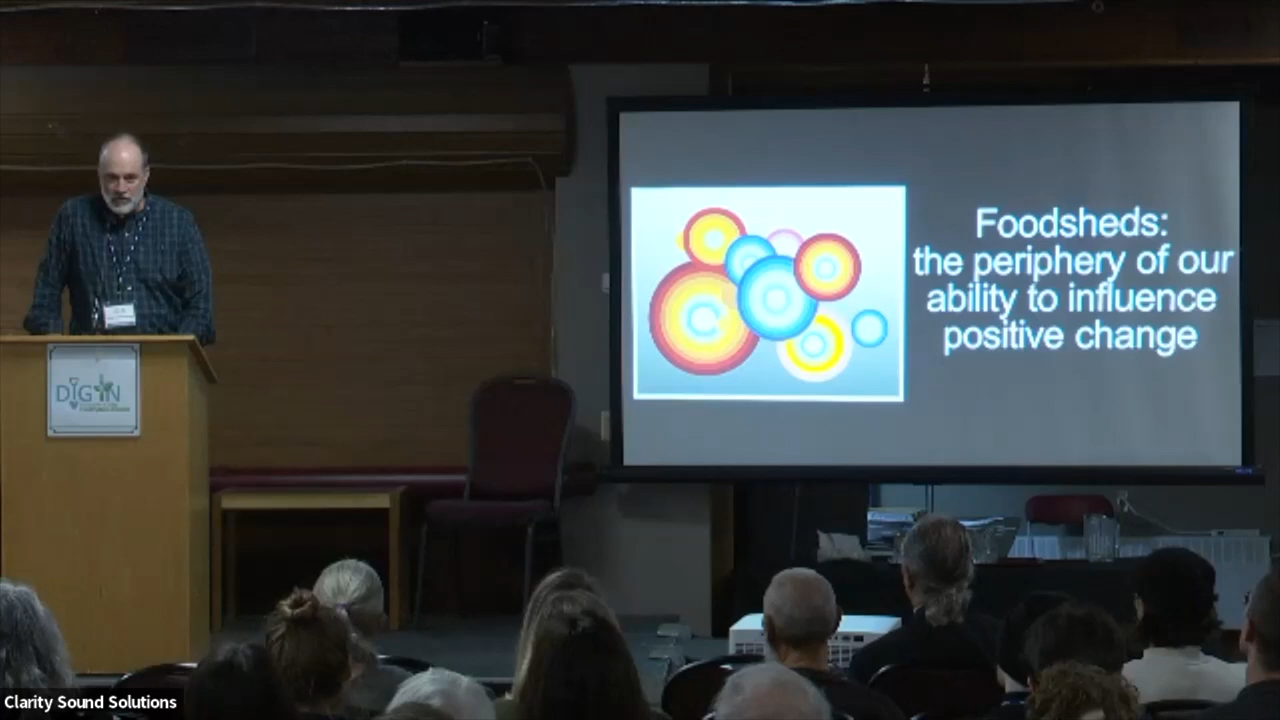 Foodsheds:
the periphery of our
ability to influence
positive change
DIG IN
Clarity Sound Solutions